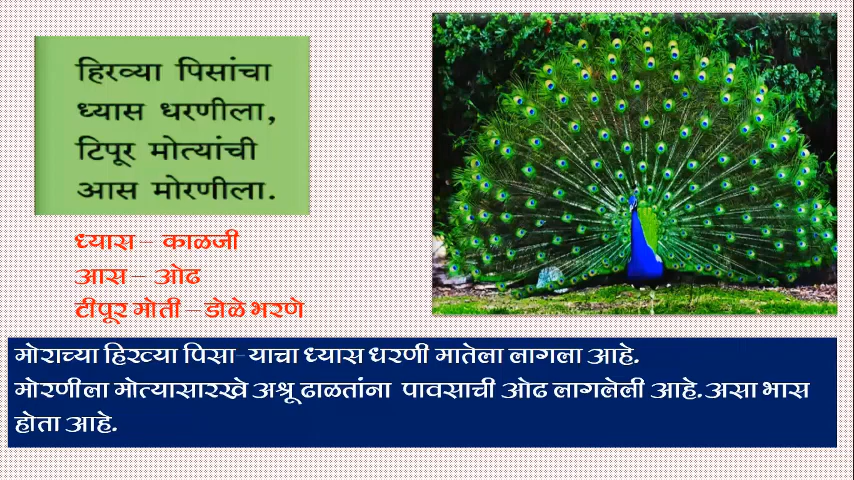 हिरव्या पिसांचा
ध्यास धरणीला,
टिपूर मोत्यांची
आस मोरणीला.
ध्यास – काळजी
आस – ओढ
टीपूर मोती – डोळे भरणे
मोराच्या हिरव्या पिसा-याचा ध्यास धरणी मातेला लागला आहे.
मोरणीला मोत्यासारखे अश्रू ढाळतांना पावसाची ओढ लागलेली आहे. असा भास
होता आहे.